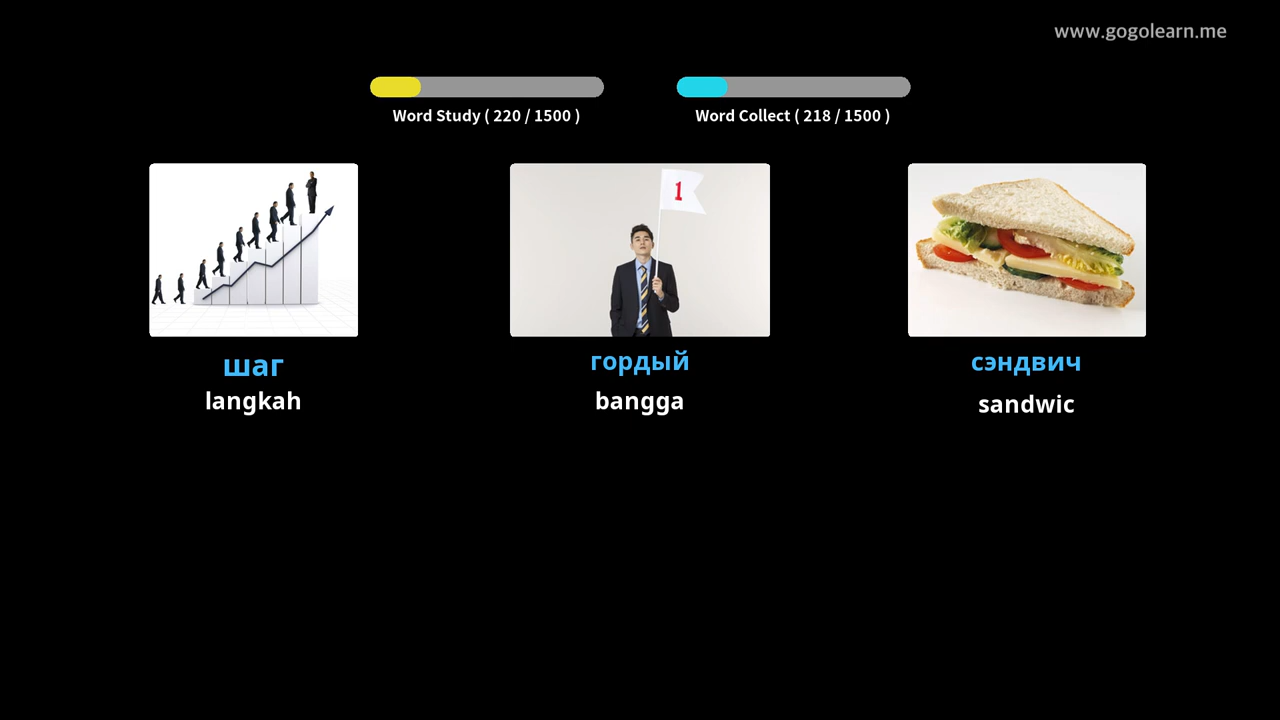 www.gogolearn.me
Word Study ( 220 / 1500 )
Word Collect ( 218 / 1500 )
1
шаг
langkah
гордый
bangga
сэндвич
sandwic